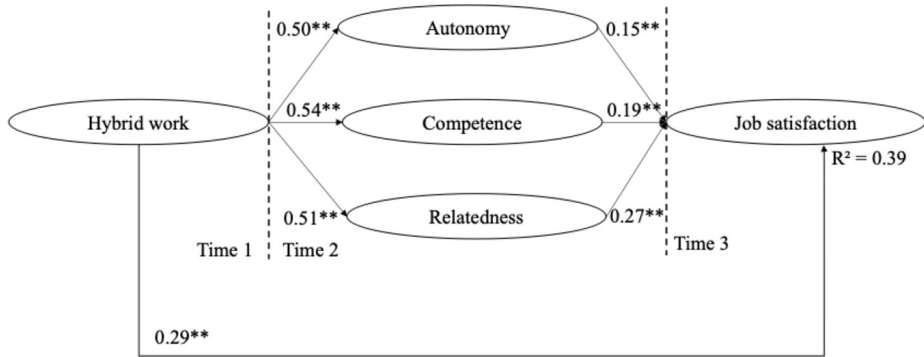 0.50**
Autonomy
0.15**
Hybrid work
0.54**
Competence
0.19**
Job satisfaction
R² = 0.39
0.51**
Relatedness
0.27**
Time 1
Time 2
Time 3
0.29**